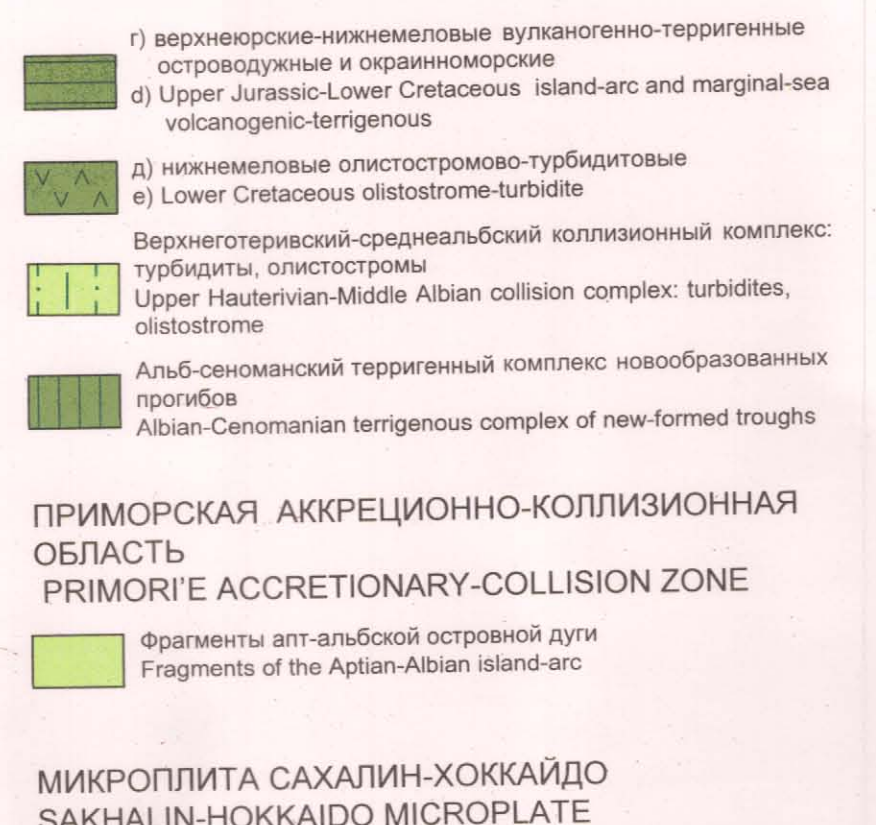 г) верхнеюрские-нижнемеловые вулканогенно-терригенные
островодужные и окраинноморские
d) Upper Jurassic-Lower Cretaceous island-arc and marginal-sea
volcanogenic-terrigenous
д) нижнемеловые олистостромово-турбидитовые
e) Lower Cretaceous olistostrome-turbidite
Верхнеготеривский-среднеальбский коллизионный комплекс:
турбидиты, олистостромы
Upper Hauterivian-Middle Albian collision complex: turbidites,
olistostrome
Альб-сеноманский терригенный комплекс новообразованных
прогибов
Albian-Cenomanian terrigenous complex of new-formed troughs
ПРИМОРСКАЯ АККРЕЦИОННО-КОЛЛИЗИОННАЯ
ОБЛАСТЬ
PRIMORI'E ACCRETIONARY-COLLISION ZONE
Фрагменты апт-альбской островной дуги
Fragments of the Aptian-Albian island-arc
МИКРОПЛИТА САХАЛИН-ХОККАЙДО
SAKHALIN-HOKKAIDO MICROPLATE